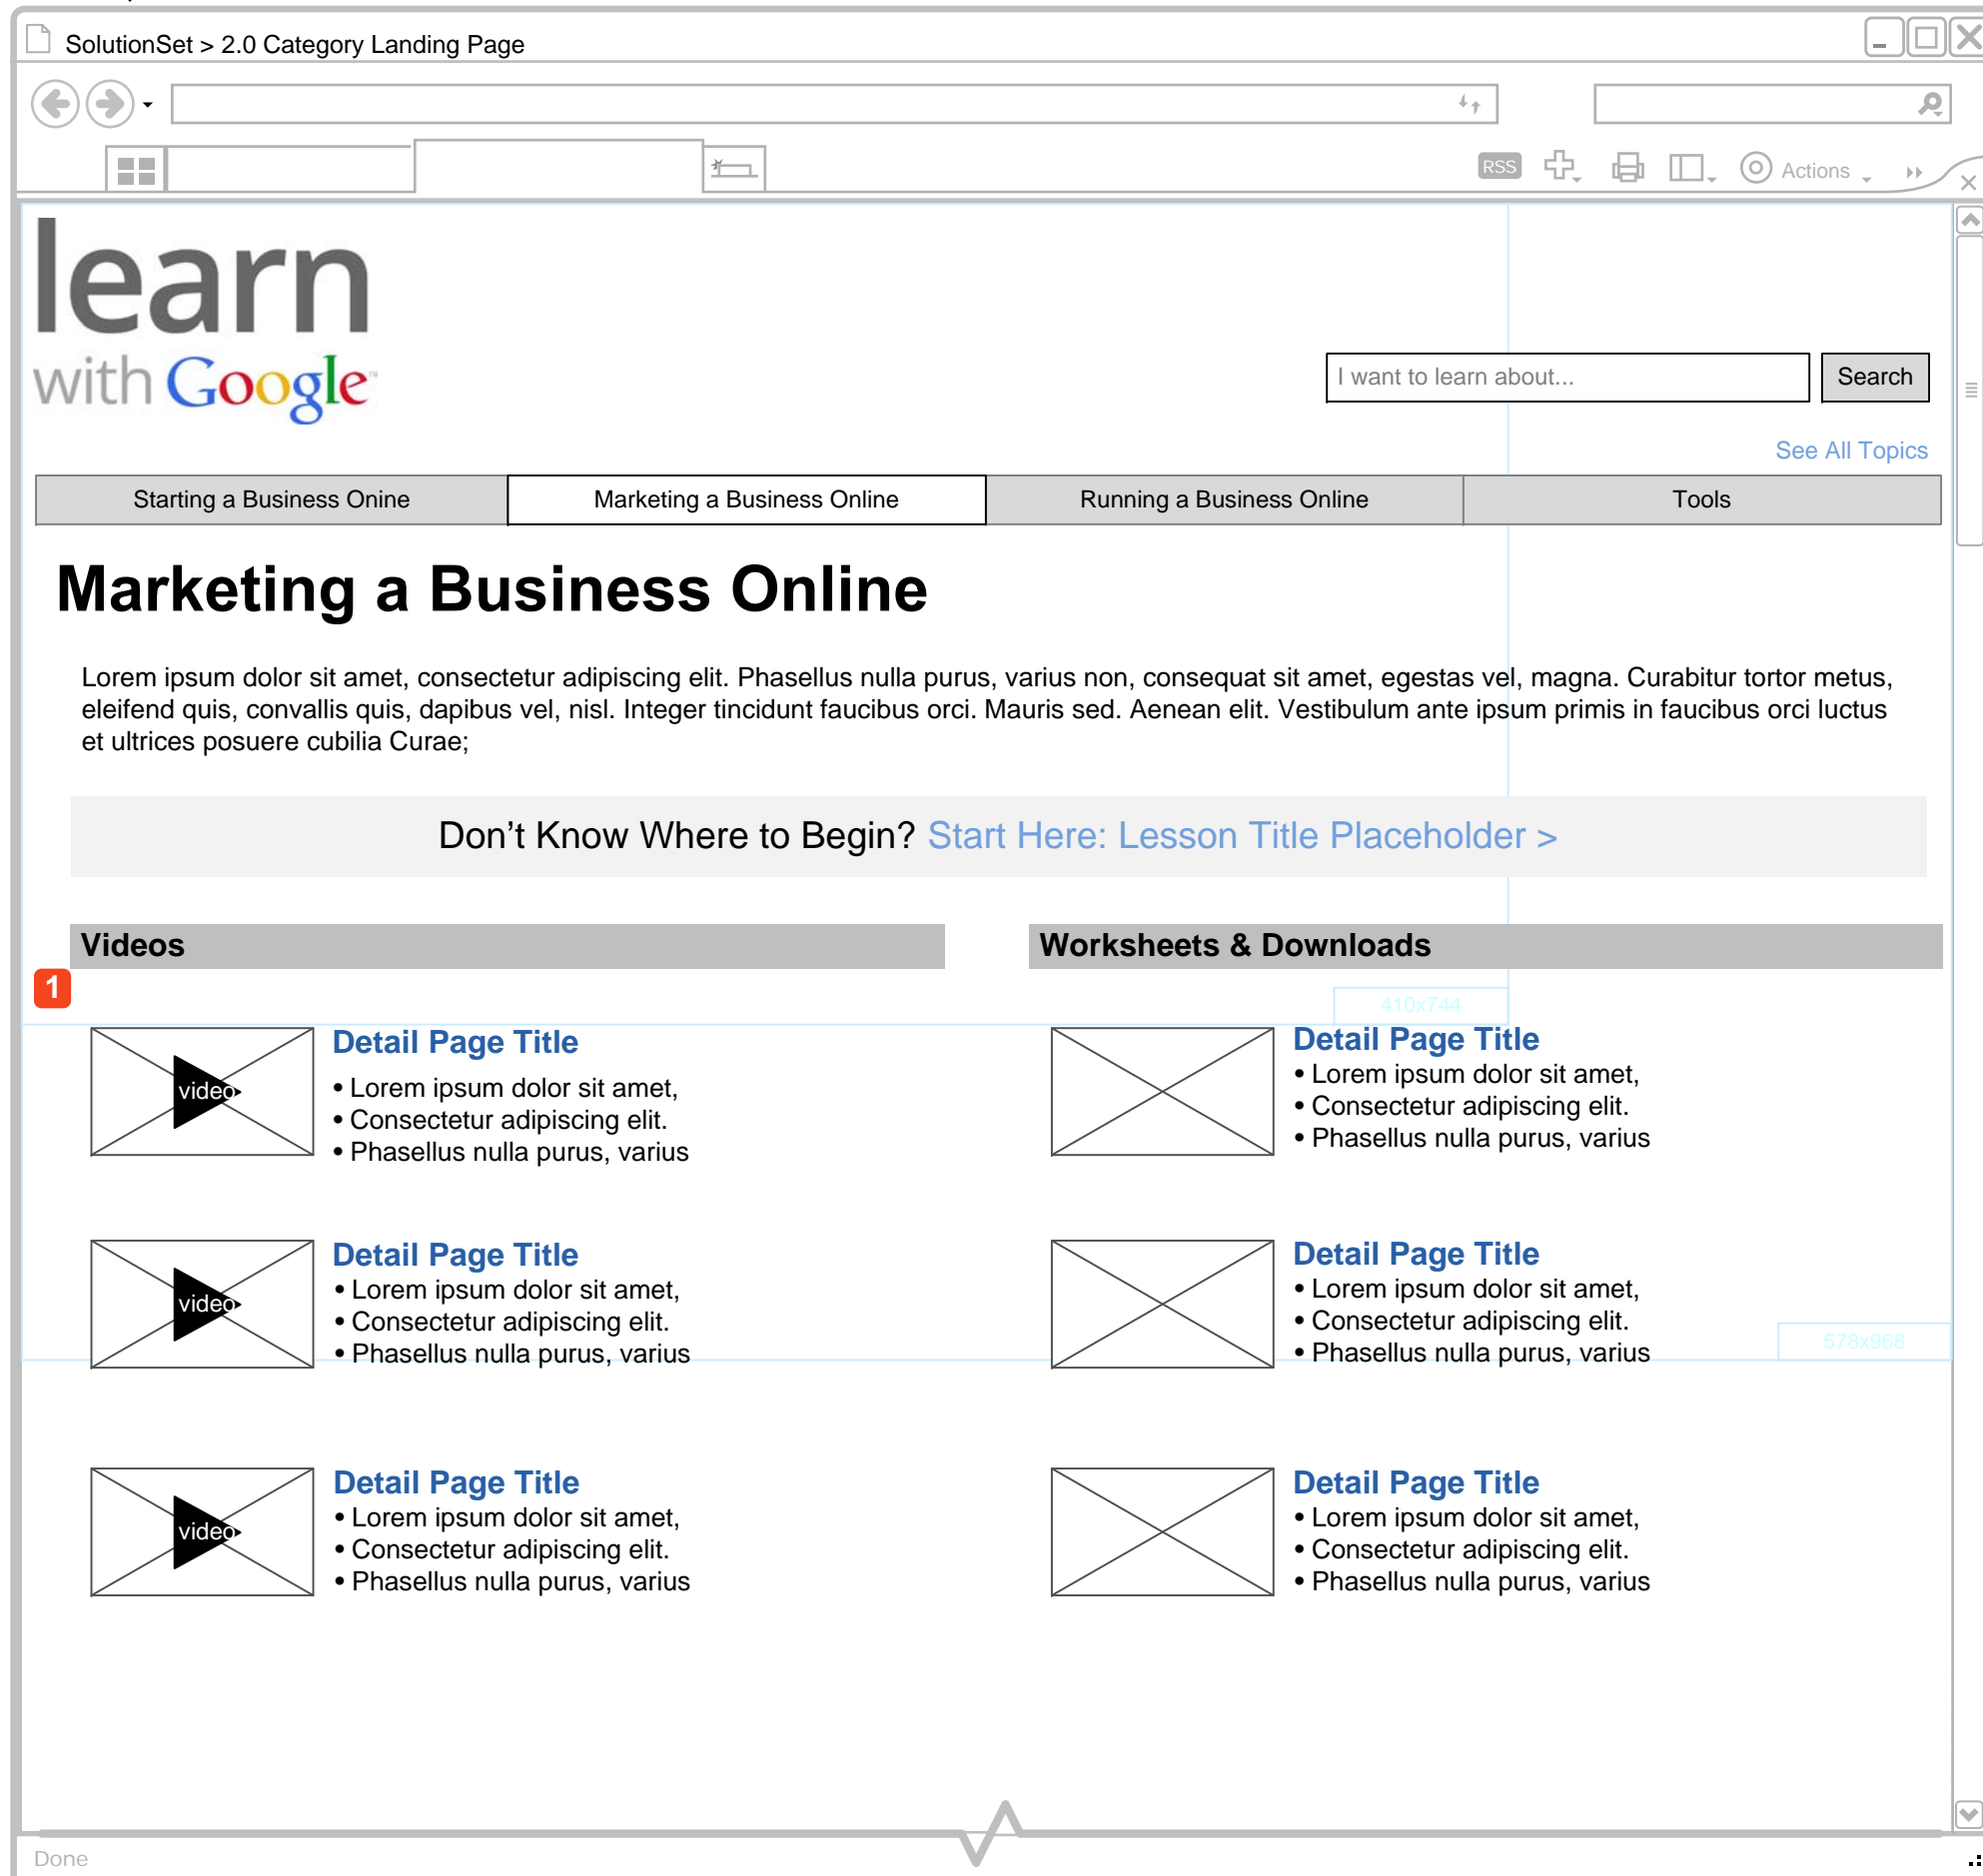 SolutionSet > 2.0 Category Landing Page
RSS
Actions
learn
with Google™
I want to learn about...
Search
See All Topics
Starting a Business Onine
Marketing a Business Online
Running a Business Online
Tools
Marketing a Business Online
Lorem ipsum dolor sit amet, consectetur adipiscing elit. Phasellus nulla purus, varius non, consequat sit amet, egestas vel, magna. Curabitur tortor metus,
eleifend quis, convallis quis, dapibus vel, nisl. Integer tincidunt faucibus orci. Mauris sed. Aenean elit. Vestibulum ante ipsum primis in faucibus orci luctus
et ultrices posuere cubilia Curae;
Don’t Know Where to Begin? Start Here: Lesson Title Placeholder >
Videos
1
video
Detail Page Title
• Lorem ipsum dolor sit amet,
• Consectetur adipiscing elit.
• Phasellus nulla purus, varius
video
Detail Page Title
• Lorem ipsum dolor sit amet,
• Consectetur adipiscing elit.
• Phasellus nulla purus, varius
video
Detail Page Title
• Lorem ipsum dolor sit amet,
• Consectetur adipiscing elit.
• Phasellus nulla purus, varius
Worksheets & Downloads
410x744
Detail Page Title
• Lorem ipsum dolor sit amet,
• Consectetur adipiscing elit.
• Phasellus nulla purus, varius
Detail Page Title
• Lorem ipsum dolor sit amet,
• Consectetur adipiscing elit.
• Phasellus nulla purus, varius
578x968
Detail Page Title
• Lorem ipsum dolor sit amet,
• Consectetur adipiscing elit.
• Phasellus nulla purus, varius
Done